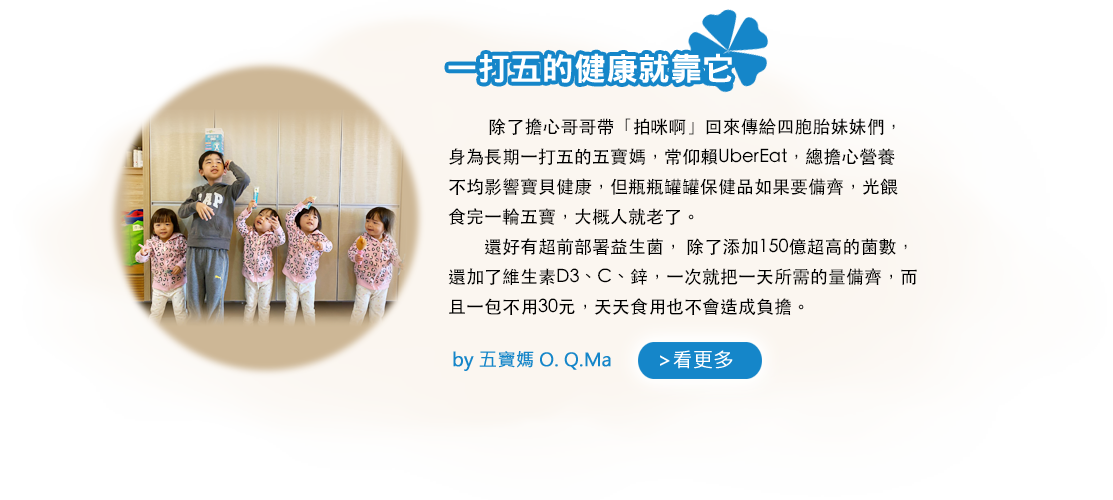 一打五的健康就靠它
除了擔心哥哥帶「拍咪啊」回來傳給四胞胎妹妹們，
身為長期一打五的五寶媽，常仰賴UberEat，總擔心營養
不均影響寶貝健康，但瓶瓶罐罐保健品如果要備齊，光餵
食完一輪五寶，大概人就老了。
還好有超前部署益生菌， 除了添加150億超高的菌數，
還加了維生素D3、C、鋅，一次就把一天所需的量備齊，而
且一包不用30元，天天食用也不會造成負擔。
by 五寶媽 O. Q.Ma
>看更多